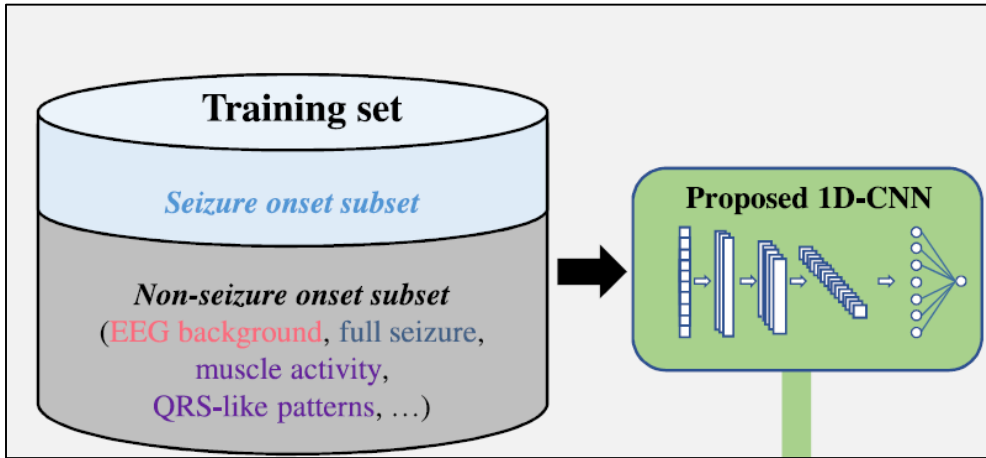 Training set
Seizure onset subset
Non-seizure onset subset
(EEG background, full seizure,
muscle activity,
QRS-like patterns, …)
Proposed 1D-CNN